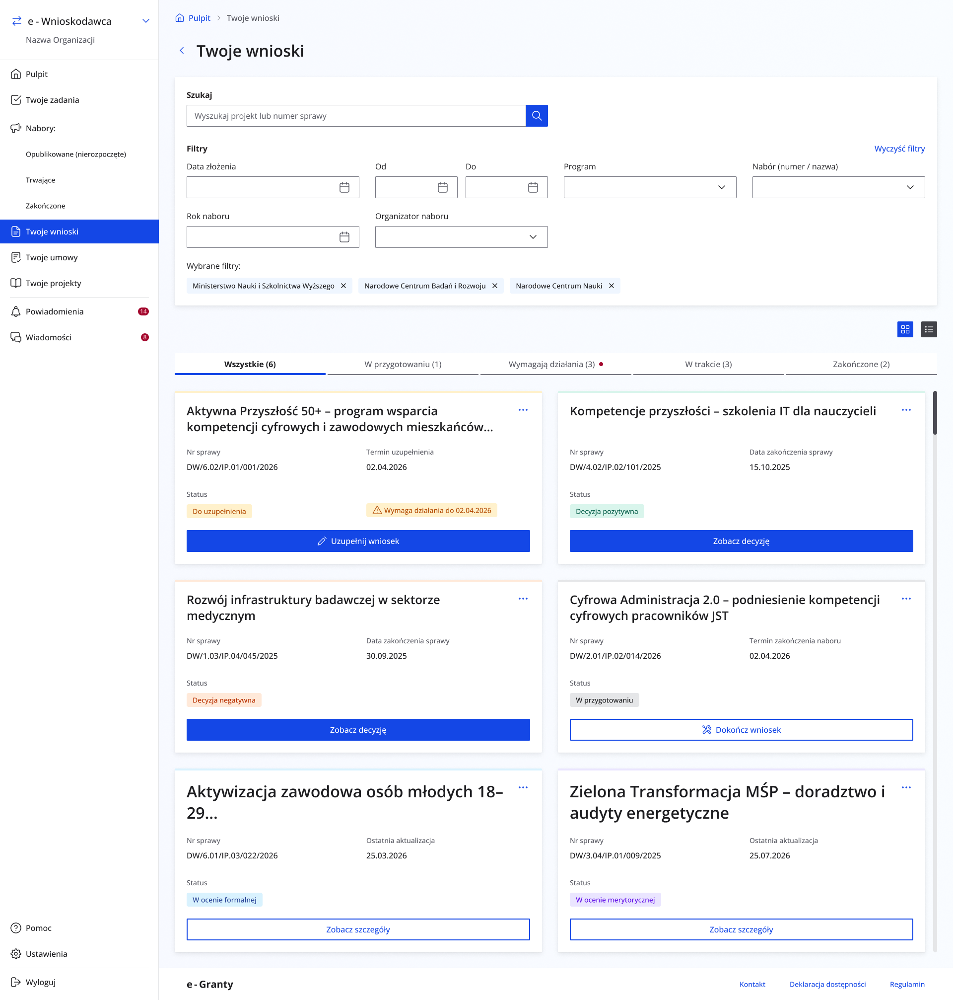 e - Wnioskodawca
Nazwa Organizacji
Pulpit
Twoje zadania
Nabory:
Opublikowane (nierozpoczęte)
Trwające
Zakończone
Twoje wnioski
Twoje umowy
Twoje projekty
Powiadomienia 14
Wiadomości 8
Pomoc
Ustawienia
Wyloguj
Pulpit > Twoje wnioski
Twoje wnioski
Szukaj
Wyszukaj projekt lub numer sprawy
Filtry Wyczyść filtry
Data złożenia Od Do Program Nabór (numer / nazwa)
Rok naboru Organizator naboru
Wybrane filtry:
Ministerstwo Nauki i Szkolnictwa Wyższego Narodowe Centrum Badań i Rozwoju Narodowe Centrum Nauki
Wszystkie (6) W przygotowaniu (1) Wymagają działania (3) W trakcie (3) Zakończone (2)
Aktywna Przyszłość 50+ – program wsparcia
kompetencji cyfrowych i zawodowych mieszkańców...
Nr sprawy Termin uzupełnienia
DW/6.02/IP.01/001/2026 02.04.2026
Status
Do uzupełnienia Wymaga działania do 02.04.2026
Uzupełnij wniosek
Kompetencje przyszłości – szkolenia IT dla nauczycieli
Nr sprawy Data zakończenia sprawy
DW/4.02/IP.02/101/2025 15.10.2025
Status
Decyzja pozytywna
Zobacz decyzję
Rozwój infrastruktury badawczej w sektorze
medycznym
Nr sprawy Data zakończenia sprawy
DW/1.03/IP.04/045/2025 30.09.2025
Status
Decyzja negatywna
Zobacz decyzję
Cyfrowa Administracja 2.0 – podniesienie kompetencji
cyfrowych pracowników JST
Nr sprawy Termin zakończenia naboru
DW/2.01/IP.02/014/2026 02.04.2026
Status
W przygotowaniu
Dokończ wniosek
Aktywizacja zawodowa osób młodych 18–
29...
Nr sprawy Ostatnia aktualizacja
DW/6.01/IP.03/022/2026 25.03.2026
Status
W ocenie formalnej
Zobacz szczegóły
Zielona Transformacja MŚP – doradztwo i
audyty energetyczne
Nr sprawy Ostatnia aktualizacja
DW/3.04/IP.01/009/2025 25.07.2026
Status
W ocenie merytorycznej
Zobacz szczegóły
e - Granty
Kontakt Deklaracja dostępności Regulamin